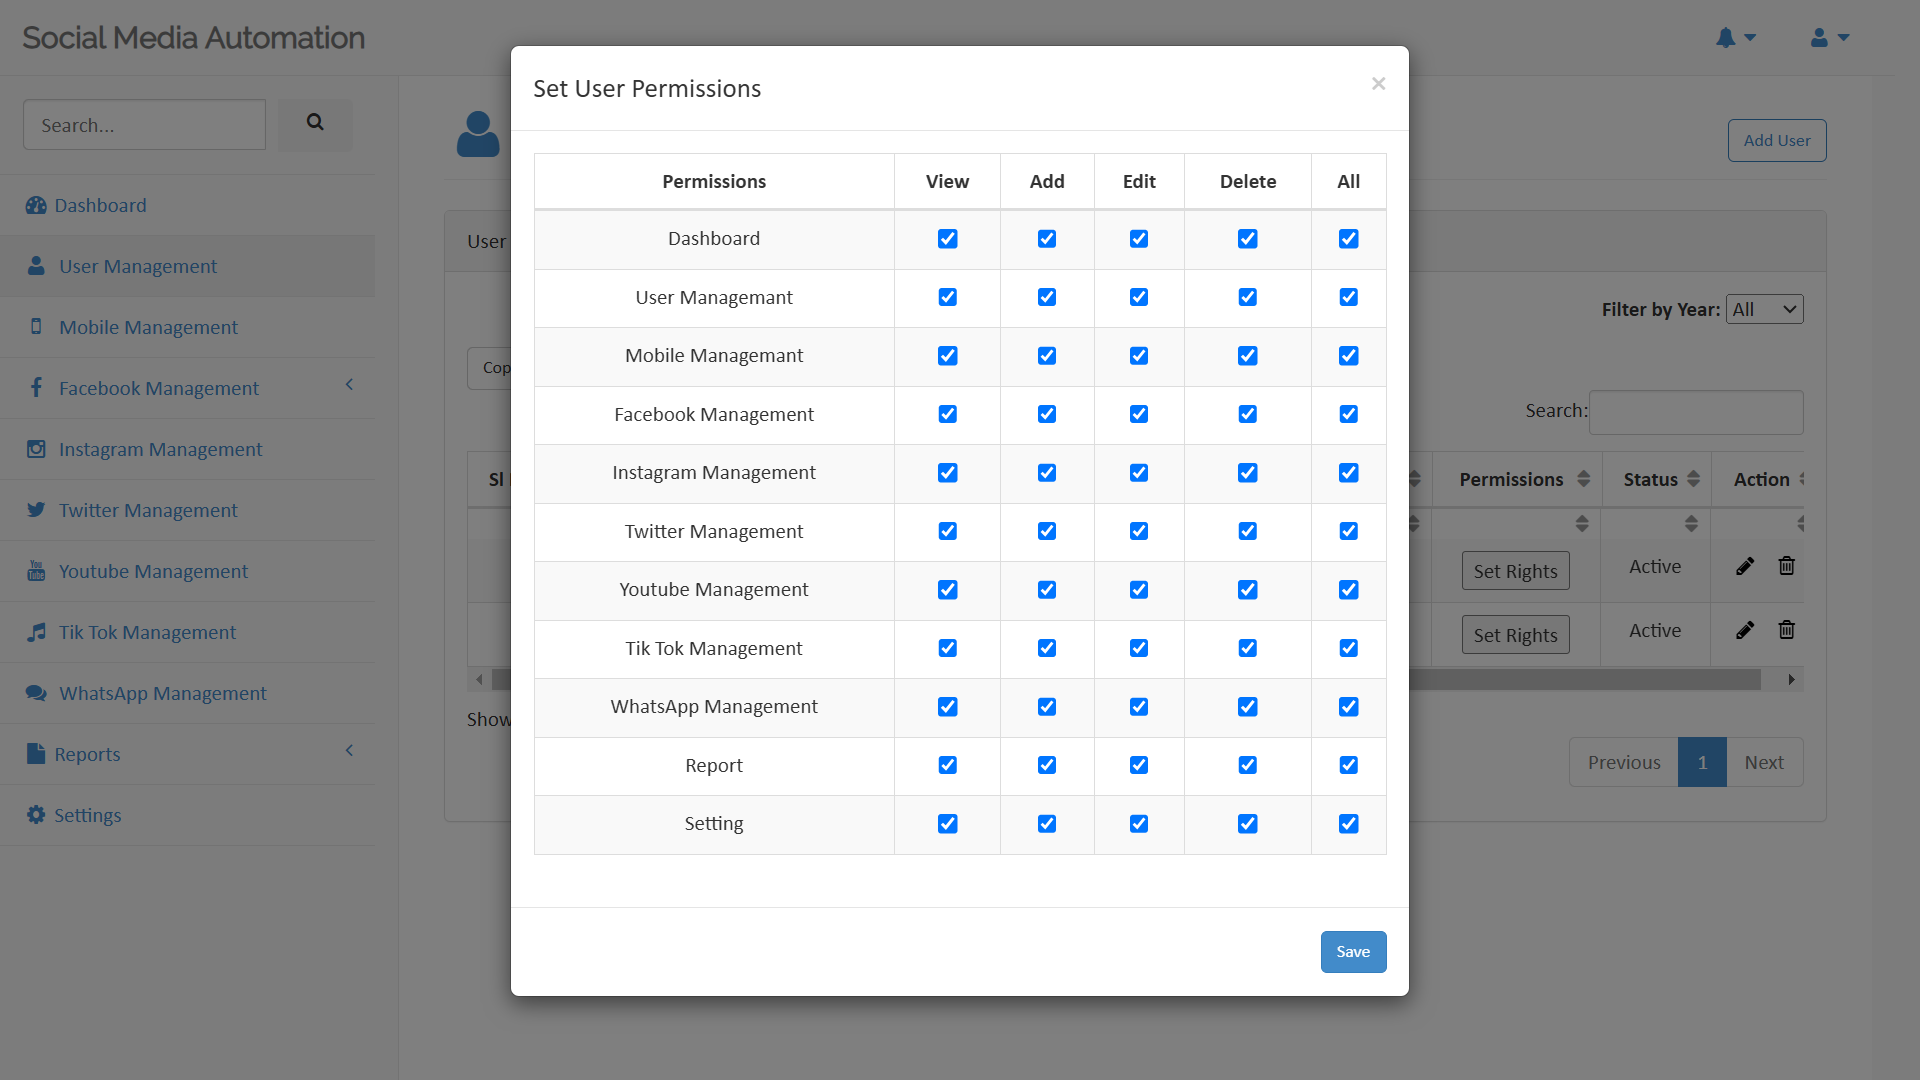 Social Media Automation
Search...
Dashboard
User Management
Mobile Management
Facebook Management
Instagram Management
Twitter Management
You
Tube
Youtube Management
Tik Tok Management
WhatsApp Management
Reports
Settings
Add User
User
Filter by Year: All
Cop
Search:
Sl
Permissions Status Action
Set Rights Active
Set Rights Active
Show
Previous 1 Next
Set User Permissions
×
Permissions View Add Edit Delete All
Dashboard
User Managemant
Mobile Managemant
Facebook Management
Instagram Management
Twitter Management
Youtube Management
Tik Tok Management
WhatsApp Management
Report
Setting
Save